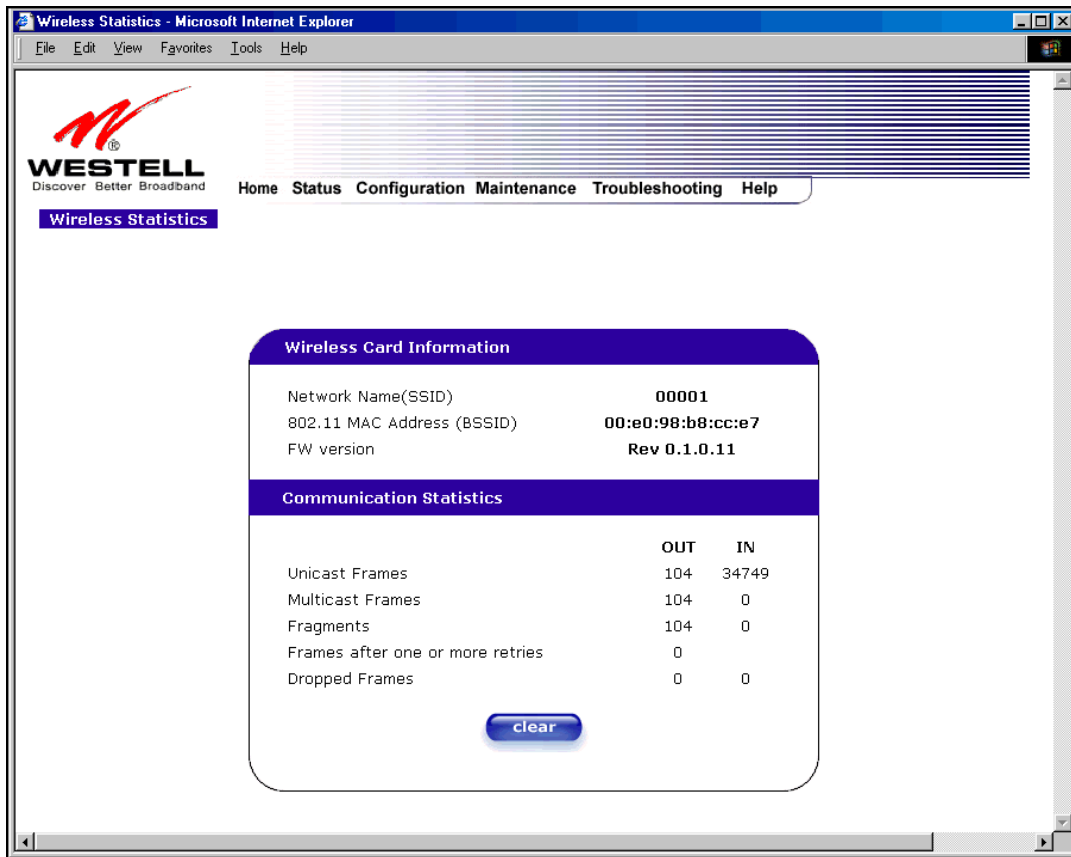 Wireless Statistics - Microsoft Internet Explorer
File Edit View Favorites Tools Help
®
WESTELL
Discover Better Broadband
Home Status Configuration Maintenance Troubleshooting Help
Wireless Statistics
Wireless Card Information
Network Name(SSID) 00001
802.11 MAC Address (BSSID) 00:e0:98:b8:cc:e7
FW version Rev 0.1.0.11
Communication Statistics
OUT IN
Unicast Frames 104 34749
Multicast Frames 104 0
Fragments 104 0
Frames after one or more retries 0
Dropped Frames 0 0
clear